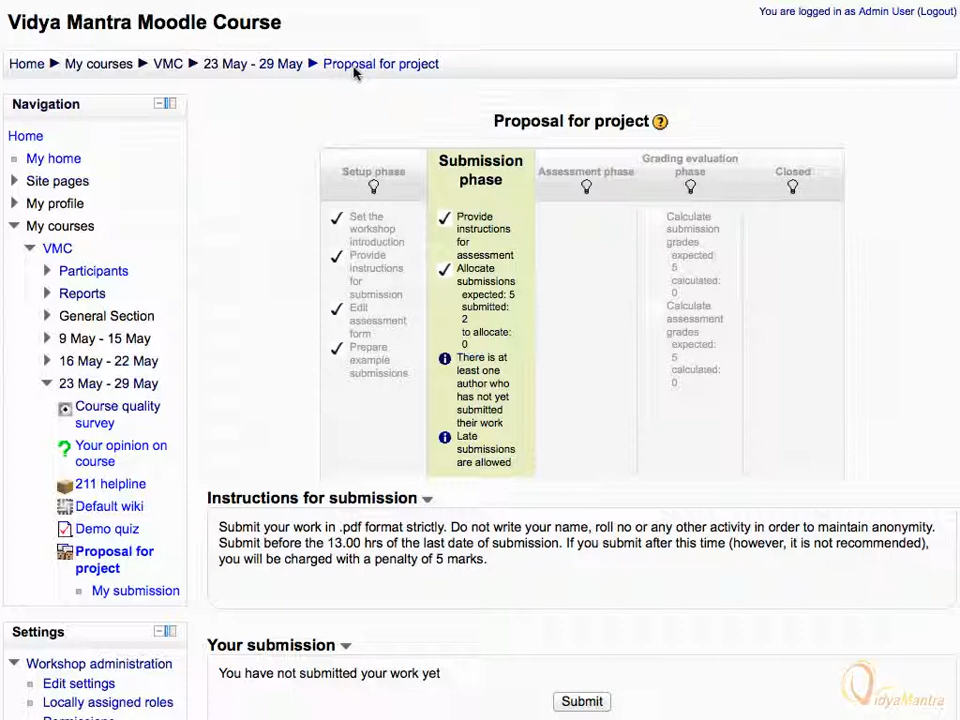 Vidya Mantra Moodle Course
You are logged in as Admin User (Logout)
Home ► My courses ► VMC ► 23 May - 29 May ► Proposal for project
Navigation
Home
My home
Site pages
My profile
My courses
VMC
Participants
Reports
General Section
9 May - 15 May
16 May - 22 May
23 May - 29 May
Course quality
survey
Your opinion on
course
211 helpline
Default wiki
Demo quiz
Proposal for
project
My submission
Settings
Workshop administration
Edit settings
Locally assigned roles
Proposal for project
Setup phase
Set the
workshop
introduction
Provide
instructions
for
submission
Edit
assessment
form
Prepare
example
submissions
Submission
phase
Provide
instructions
for
assessment
Allocate
submissions
expected: 5
submitted:
2
to allocate:
0
There is at
least one
author who
has not yet
submitted
their work
Late
submissions
are allowed
Assessment phase
Grading evaluation
phase
Calculate
submission
grades
expected:
5
calculated:
0
Calculate
assessment
grades
expected:
5
calculated:
0
Closed
Instructions for submission
Submit your work in .pdf format strictly. Do not write your name, roll no or any other activity in order to maintain anonymity.
Submit before the 13.00 hrs of the last date of submission. If you submit after this time (however, it is not recommended),
you will be charged with a penalty of 5 marks.
Your submission
You have not submitted your work yet
Submit
VidyaMantra